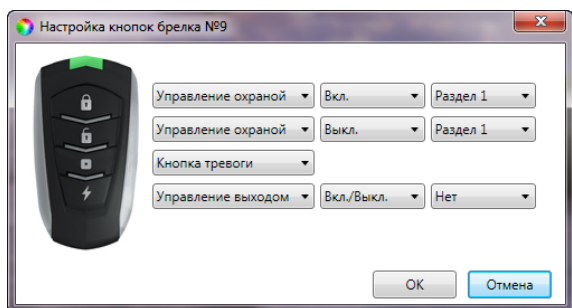 Настройка кнопок брелка №9
Управление охраной Вкл. Раздел 1
Управление охраной Выкл. Раздел 1
Кнопка тревоги
Управление выходом Вкл./Выкл. Нет
ОК Отмена